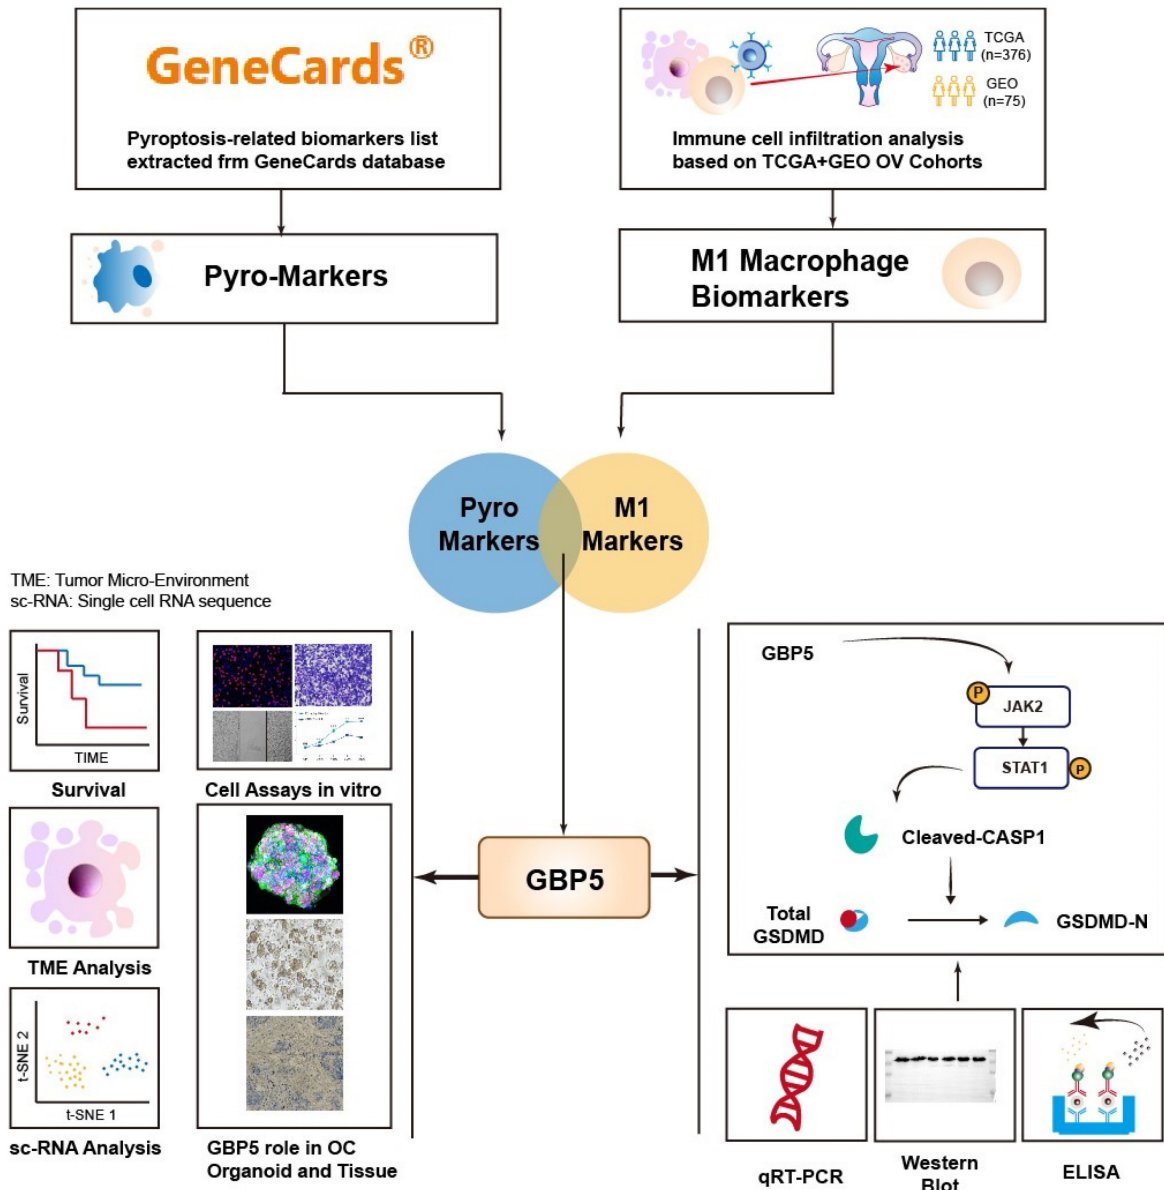 GeneCards®
Pyroptosis-related biomarkers list
extracted frm GeneCards database
TCGA
(n=376)
GEO
(n=75)
Immune cell infiltration analysis
based on TCGA+GEO OV Cohorts
Pyro-Markers
M1 Macrophage
Biomarkers
Pyro
Markers
M1
Markers
TME: Tumor Micro-Environment
sc-RNA: Single cell RNA sequence
Survival
TIME
Survival
Cell Assays in vitro
TME Analysis
t-SNE 2
t-SNE 1
sc-RNA Analysis
GBP5 role in OC
Organoid and Tissue
GBP5
GBP5
P
JAK2
STAT1
P
Cleaved-CASP1
Total
GSDMD
GSDMD-N
qRT-PCR
Western
Blot
ELISA